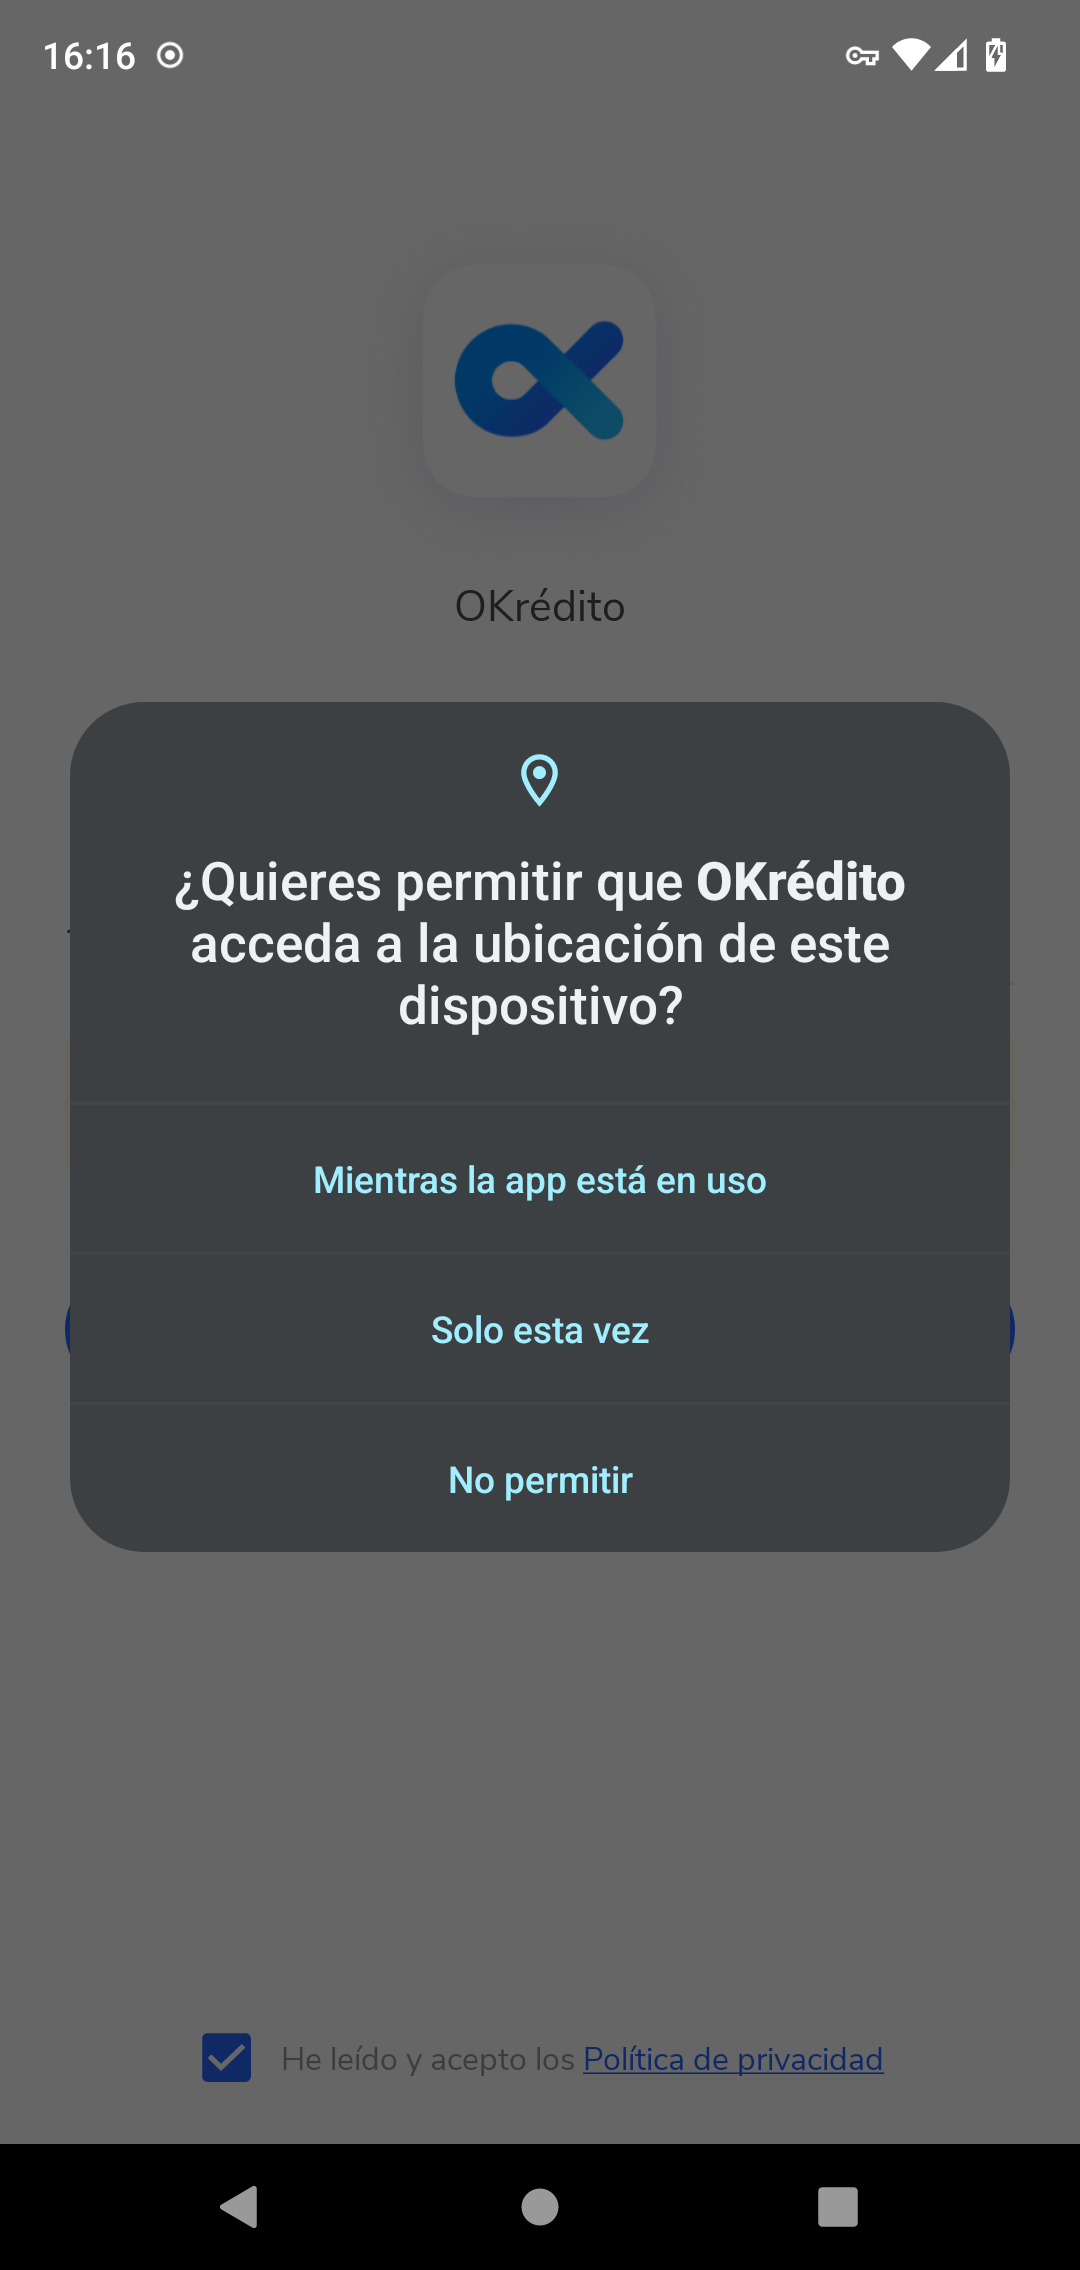 16:16
OKrédito
¿Quieres permitir que OKrédito
acceda a la ubicación de este
dispositivo?
Mientras la app está en uso
Solo esta vez
No permitir
He leído y acepto los Política de privacidad